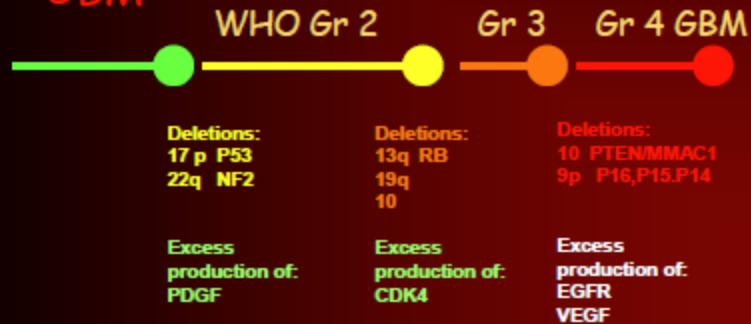 GBM
WHO Gr 2
Gr 3
Gr 4 GBM
Deletions:
17 p P53
22q NF2
Deletions:
13q RB
19q
10
Deletions:
10 PTEN/MMAC1
9p P16,P15.P14
Excess
production of:
PDGF
Excess
production of:
CDK4
Excess
production of:
EGFR
VEGF